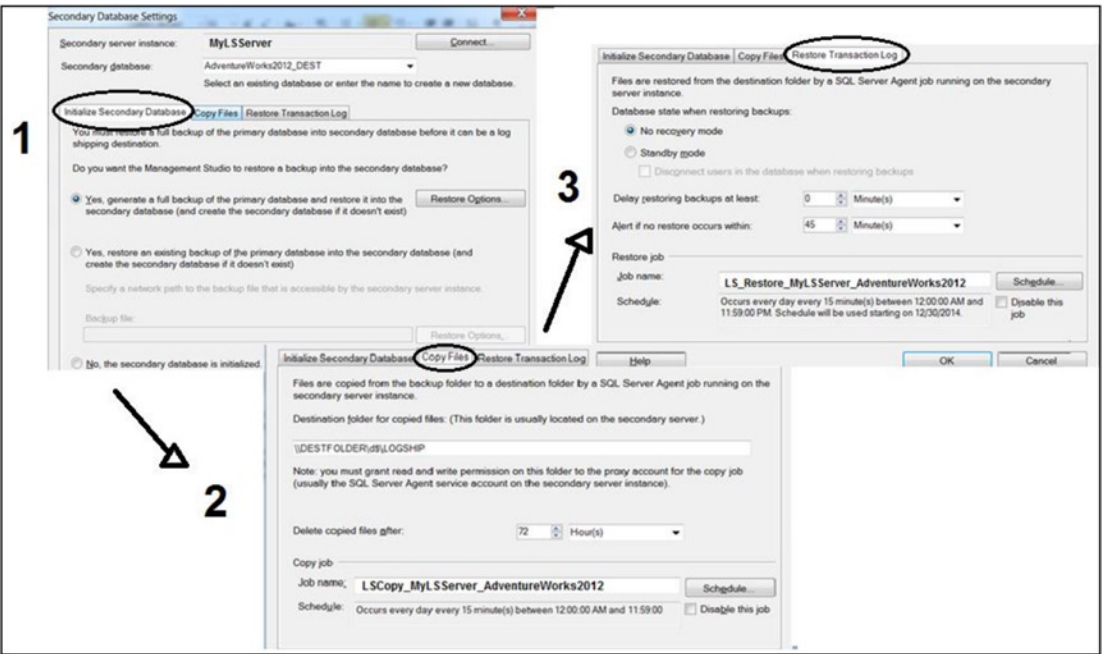 Secondary Database Settings
Secondary server instance: MyLSServer Connect...
Secondary database: AdventureWorks2012_DEST
Select an existing database or enter the name to create a new database.
Initialize Secondary Database Copy Files Restore Transaction Log
1
You must restore a full backup of the primary database into secondary database before it can be a log
shipping destination.
Do you want the Management Studio to restore a backup into the secondary database?
Yes, generate a full backup of the primary database and restore it into the Restore Options...
secondary database (and create the secondary database if it doesn't exist)
Yes, restore an existing backup of the primary database into the secondary database (and
create the secondary database if it doesn't exist)
Specify a network path to the backup file that is accessible by the secondary server instance.
Backup file:
Restore Options...
No, the secondary database is initialized.
2
Initialize Secondary Database Copy Files Restore Transaction Log
Files are copied from the backup folder to a destination folder by a SQL Server Agent job running on the
secondary server instance.
Destination folder for copied files: (This folder is usually located on the secondary server.)
\\DESTFOLDER\d$\LOGSHIP
Note: you must grant read and write permission on this folder to the proxy account for the copy job
(usually the SQL Server Agent service account on the secondary server instance).
Delete copied files after: 72 Hour(s)
Copy job
Job name: LSCopy_MyLSServer_AdventureWorks2012 Schedule...
Schedule: Occurs every day every 15 minute(s) between 12:00:00 AM and 11:59:00 Disable this job
3
Initialize Secondary Database Copy Files Restore Transaction Log
Files are restored from the destination folder by a SQL Server Agent job running on the secondary
server instance.
Database state when restoring backups:
No recovery mode
Standby mode
Disconnect users in the database when restoring backups
Delay restoring backups at least: 0 Minute(s)
Alert if no restore occurs within: 45 Minute(s)
Restore job
Job name: LS_Restore_MyLSServer_AdventureWorks2012 Schedule...
Schedule: Occurs every day every 15 minute(s) between 12:00:00 AM and Disable this
11:59:00 PM. Schedule will be used starting on 12/30/2014. job
Help OK Cancel